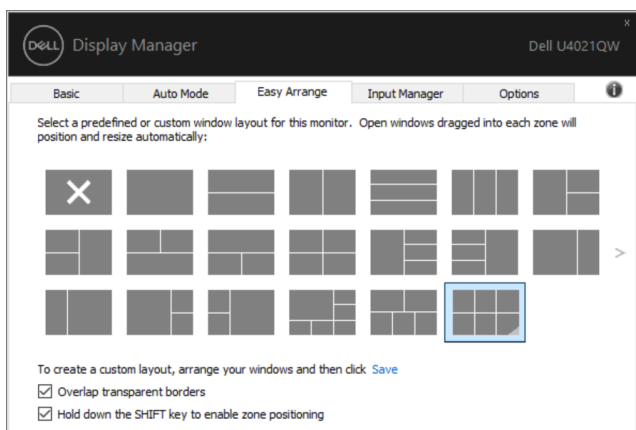 x
DELL Display Manager Dell U4021QW
Basic Auto Mode Easy Arrange Input Manager Options i
Select a predefined or custom window layout for this monitor. Open windows dragged into each zone will
position and resize automatically:
>
To create a custom layout, arrange your windows and then click Save
Overlap transparent borders
Hold down the SHIFT key to enable zone positioning